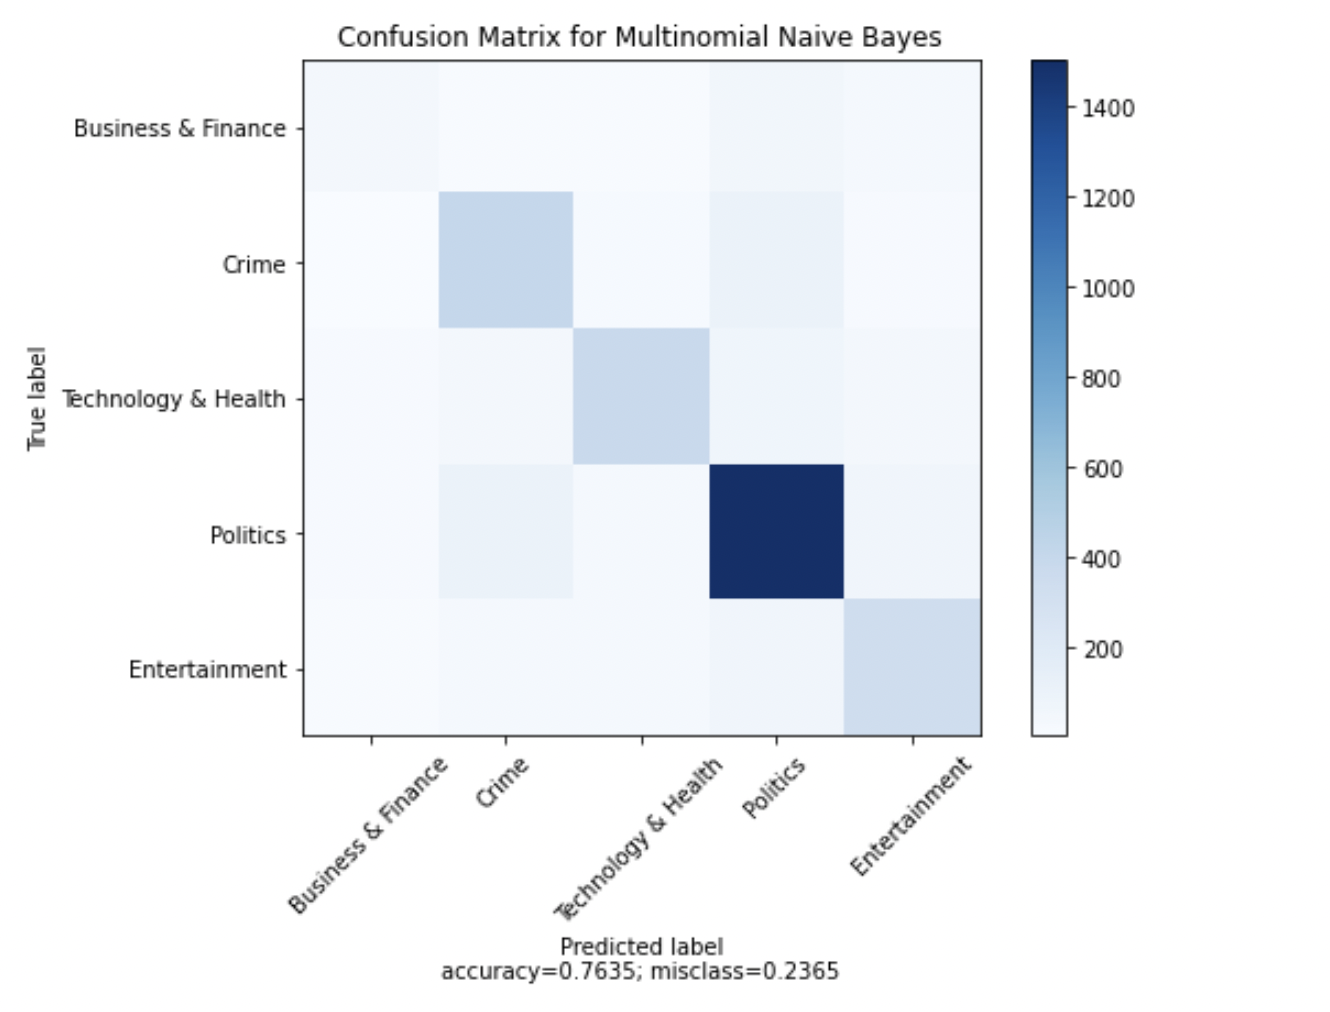 Confusion Matrix for Multinomial Naive Bayes
Business & Finance
Crime
Technology & Health
Politics
Entertainment
True label
1400
1200
1000
800
600
400
200
Business & Finance
Crime
Technology & Health
Politics
Entertainment
Predicted label
accuracy=0.7635; misclass=0.2365